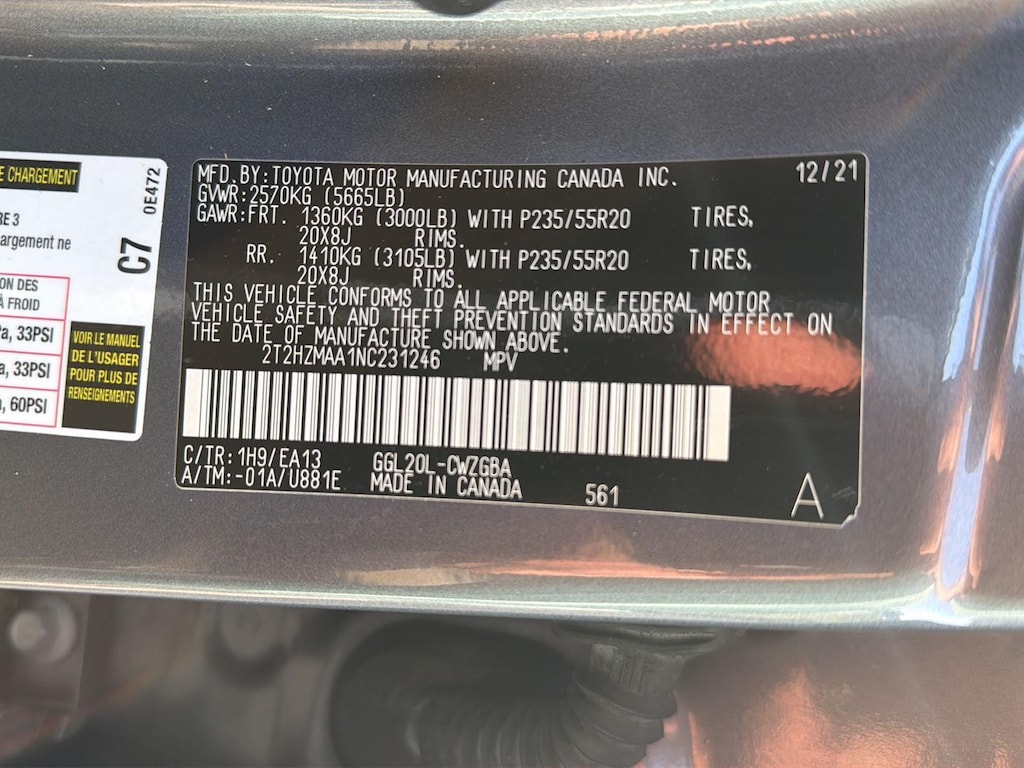 E CHARGEMENT
RE 3
argement ne
ON DES
À FROID
a, 33PSI
a, 33PSI
, 60PSI
VOIR LE MANUEL
DE L'USAGER
POUR PLUS DE
RENSEIGNEMENTS
0E472
C7
MFD.BY:TOYOTA MOTOR MANUFACTURING CANADA INC. 12/21
GVWR:2570KG (5665LB)
GAWR:FRT. 1360KG (3000LB) WITH P235/55R20 TIRES,
20X8J RIMS.
RR. 1410KG (3105LB) WITH P235/55R20 TIRES,
20X8J RIMS.
THIS VEHICLE CONFORMS TO ALL APPLICABLE FEDERAL MOTOR
VEHICLE SAFETY AND THEFT PREVENTION STANDARDS IN EFFECT ON
THE DATE OF MANUFACTURE SHOWN ABOVE.
2T2HZMAA1NC231246 MPV
C/TR:1H9/EA13 GGL20L-CWZGBA
A/TM:-01A/U881E MADE IN CANADA 561 A